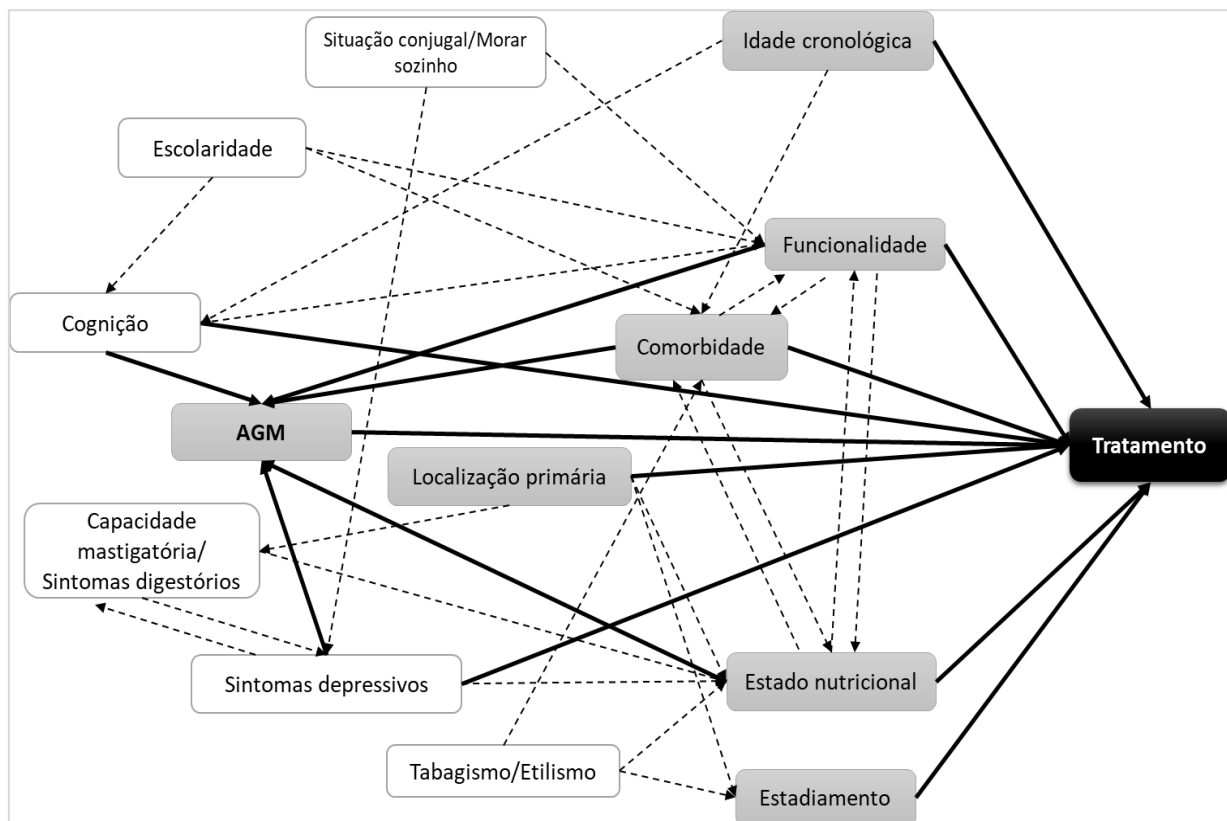 Situação conjugal/Morar
sozinho
Idade cronológica
Escolaridade
Funcionalidade
Cognição
Comorbidade
AGM
Tratamento
Localização primária
Capacidade
mastigatória/
Sintomas digestórios
Sintomas depressivos
Estado nutricional
Tabagismo/Etilismo
Estadiamento